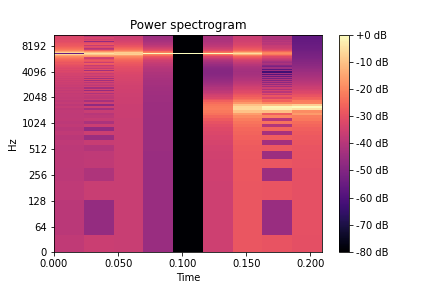 Power spectrogram
8192
4096
2048
1024
512
256
128
64
0
Hz
0.000 0.050 0.100 0.150 0.200
Time
+0 dB
-10 dB
-20 dB
-30 dB
-40 dB
-50 dB
-60 dB
-70 dB
-80 dB